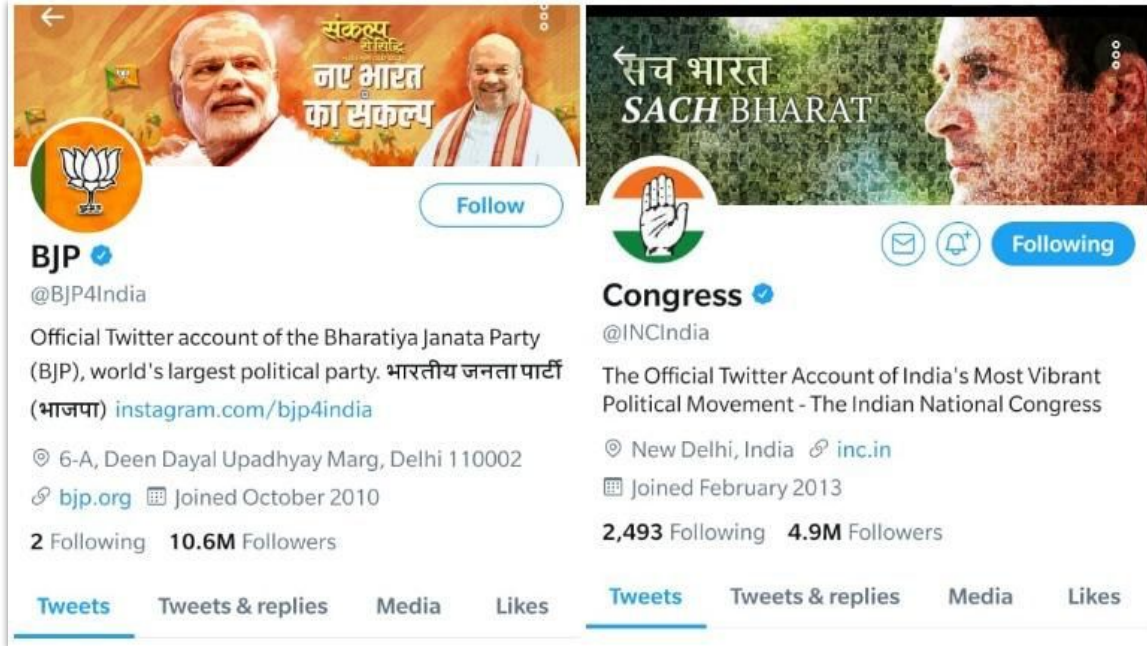 संकल्प
से सिद्धि
नए भारत
का संकल्प
Follow
BJP
@BJP4India
Official Twitter account of the Bharatiya Janata Party
(BJP), world's largest political party. भारतीय जनता पार्टी
(भाजपा) instagram.com/bjp4india
6-A, Deen Dayal Upadhyay Marg, Delhi 110002
bjp.org Joined October 2010
2 Following 10.6M Followers
Tweets Tweets & replies Media Likes
सच भारत
SACH BHARAT
Following
Congress
@INCIndia
The Official Twitter Account of India's Most Vibrant
Political Movement - The Indian National Congress
New Delhi, India inc.in
Joined February 2013
2,493 Following 4.9M Followers
Tweets Tweets & replies Media Likes